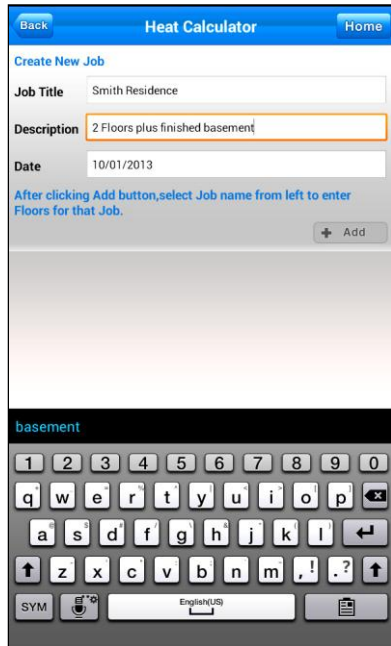 Back Heat Calculator Home
Create New Job
Job Title Smith Residence
Description 2 Floors plus finished basement
Date 10/01/2013
After clicking Add button,select Job name from left to enter
Floors for that Job.
+ Add
basement
1 2 3 4 5 6 7 8 9 0
q w e r t y u i o p
a s d f g h j k l
z x c v b n m , ! . ?
SYM English(US)